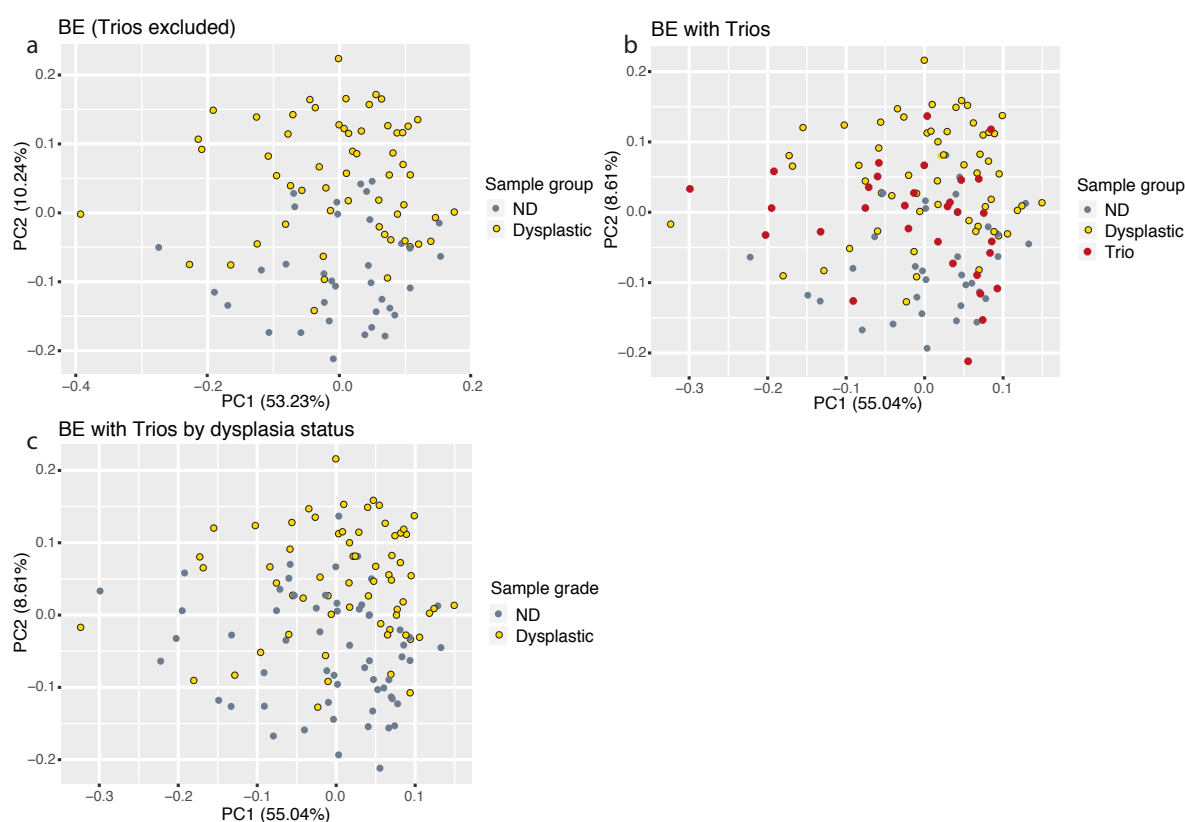 a
BE (Trios excluded)
0.2
0.1
0.0
−0.1
−0.2
PC2 (10.24%)
−0.4
−0.2
0.0
0.2
PC1 (53.23%)
Sample group
ND
Dysplastic
b
BE with Trios
0.2
0.1
0.0
−0.1
−0.2
PC2 (8.61%)
−0.3
−0.2
−0.1
0.0
0.1
PC1 (55.04%)
Sample group
ND
Dysplastic
Trio
c
BE with Trios by dysplasia status
0.2
0.1
0.0
−0.1
−0.2
PC2 (8.61%)
−0.3
−0.2
−0.1
0.0
0.1
PC1 (55.04%)
Sample grade
ND
Dysplastic